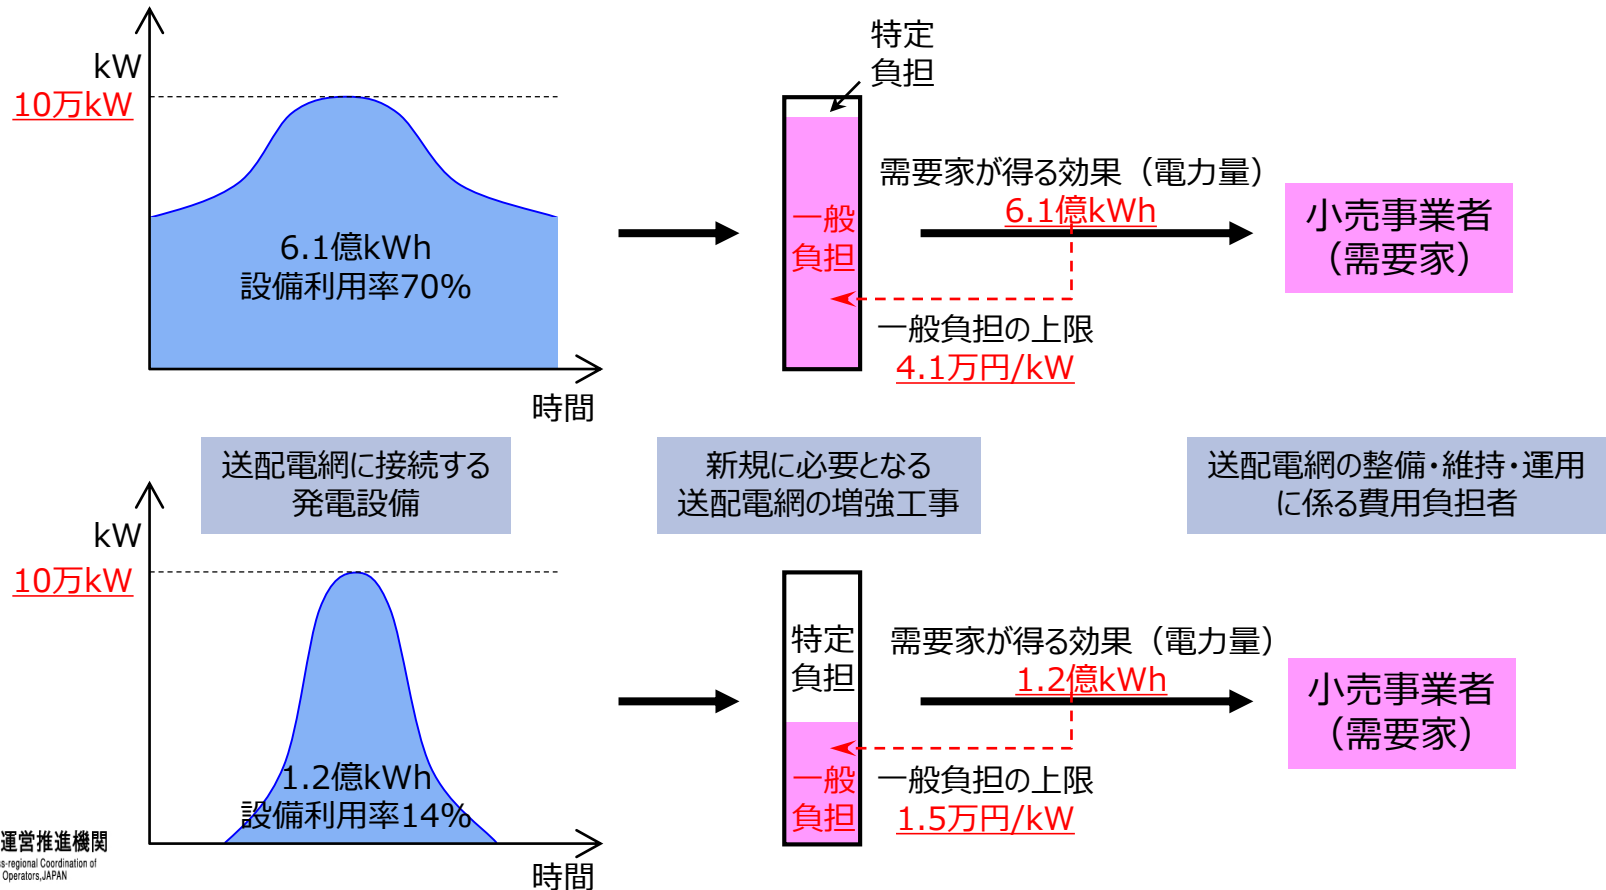 kW
10万kW
6.1億kWh
設備利用率70%
時間
特定
負担
一般
負担
需要家が得る効果（電力量）
6.1億kWh
一般負担の上限
4.1万円/kW
小売事業者
（需要家）
送配電網に接続する
発電設備
新規に必要となる
送配電網の増強工事
送配電網の整備・維持・運用
に係る費用負担者
kW
10万kW
1.2億kWh
設備利用率14%
時間
特定
負担
一般
負担
需要家が得る効果（電力量）
1.2億kWh
一般負担の上限
1.5万円/kW
小売事業者
（需要家）
運営推進機関
s-regional Coordination of
Operators,JAPAN